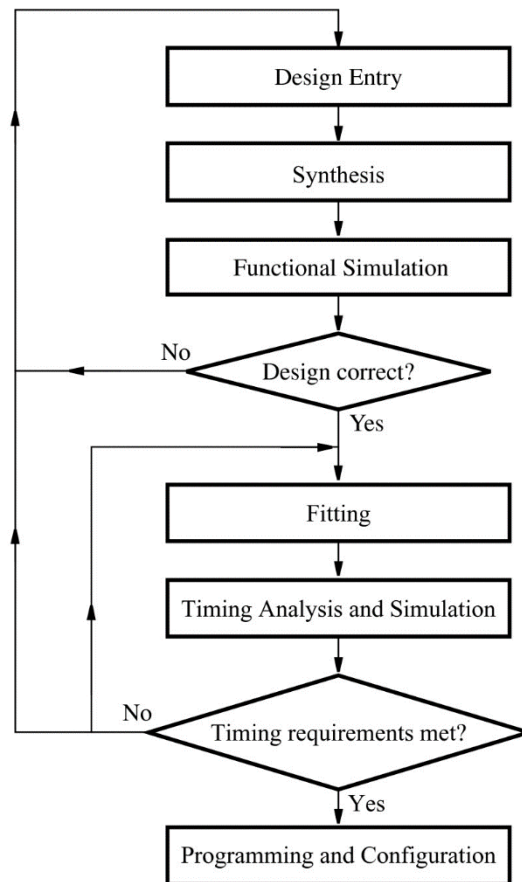 Design Entry
Synthesis
Functional Simulation
No
Design correct?
Yes
Fitting
Timing Analysis and Simulation
No
Timing requirements met?
Yes
Programming and Configuration